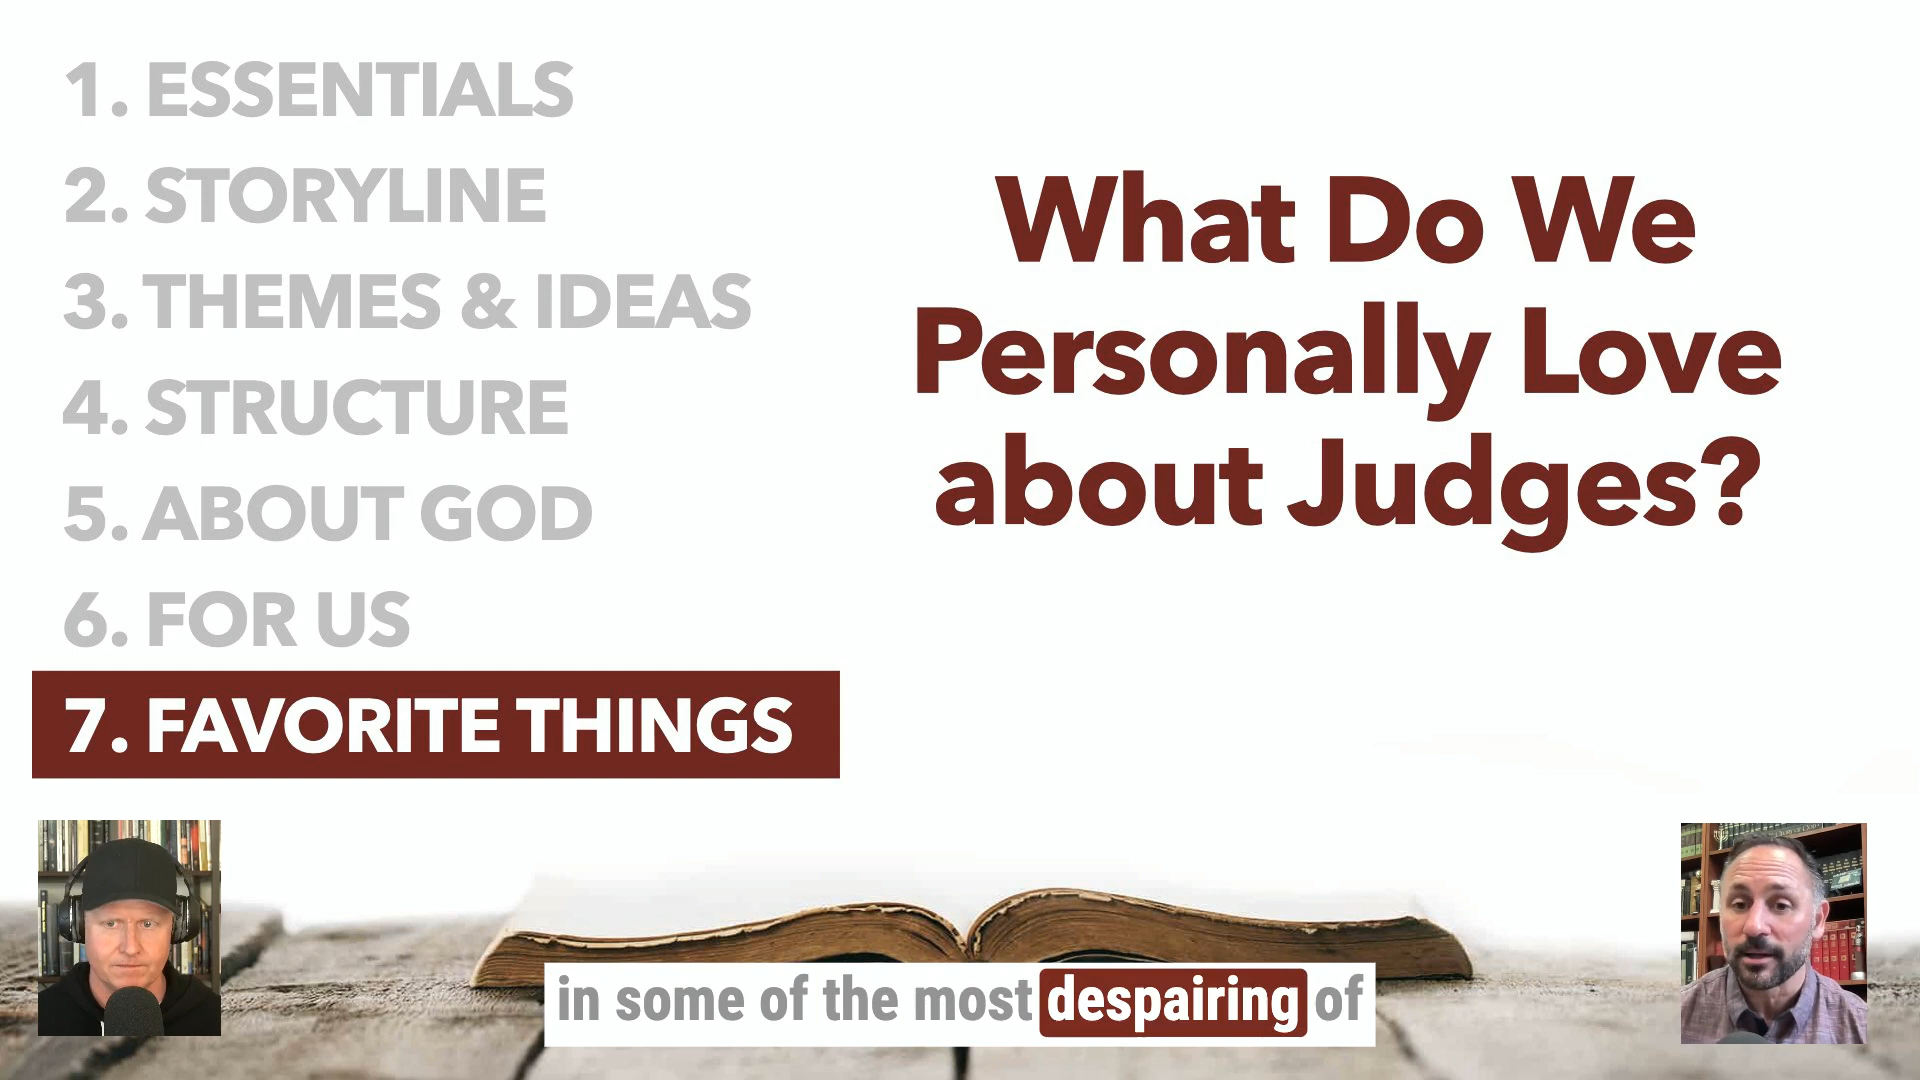 1. ESSENTIALS
2. STORYLINE
3. THEMES & IDEAS
4. STRUCTURE
5. ABOUT GOD
6. FOR US
7. FAVORITE THINGS
What Do We
Personally Love
about Judges?
in some of the most despairing of